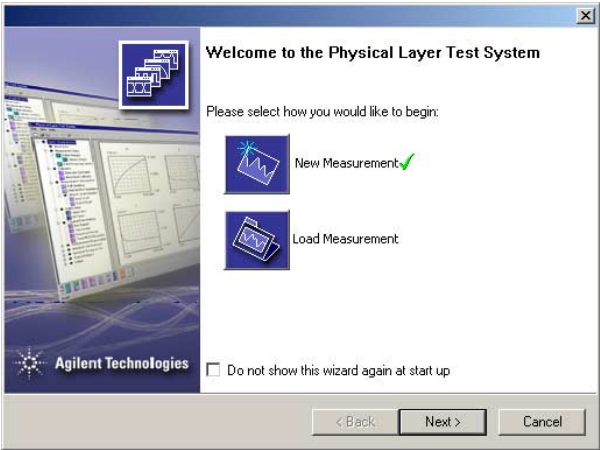 Welcome to the Physical Layer Test System
Please select how you would like to begin:
New Measurement
Load Measurement
Agilent Technologies
Do not show this wizard again at start up
< Back
Next >
Cancel